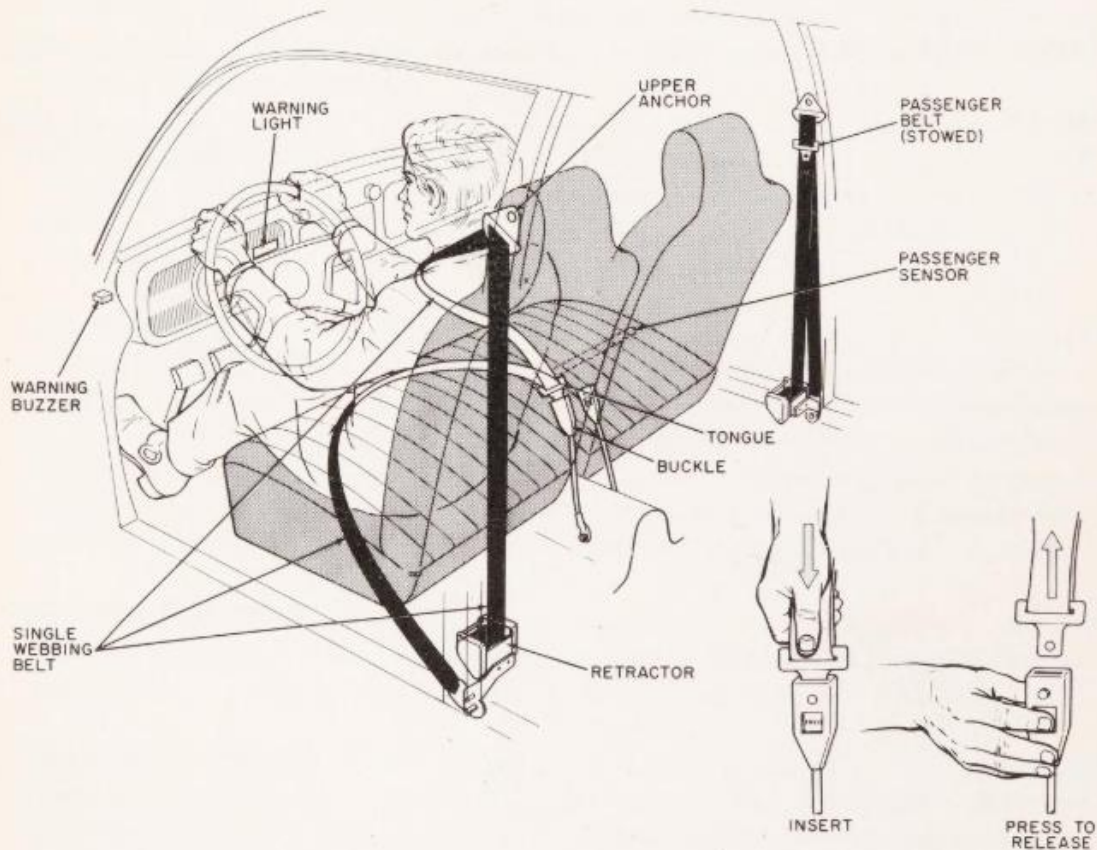 WARNING
LIGHT
UPPER
ANCHOR
PASSENGER
BELT
(STOWED)
PASSENGER
SENSOR
WARNING
BUZZER
TONGUE
BUCKLE
SINGLE
WEBBING
BELT
RETRACTOR
INSERT
PRESS TO
RELEASE